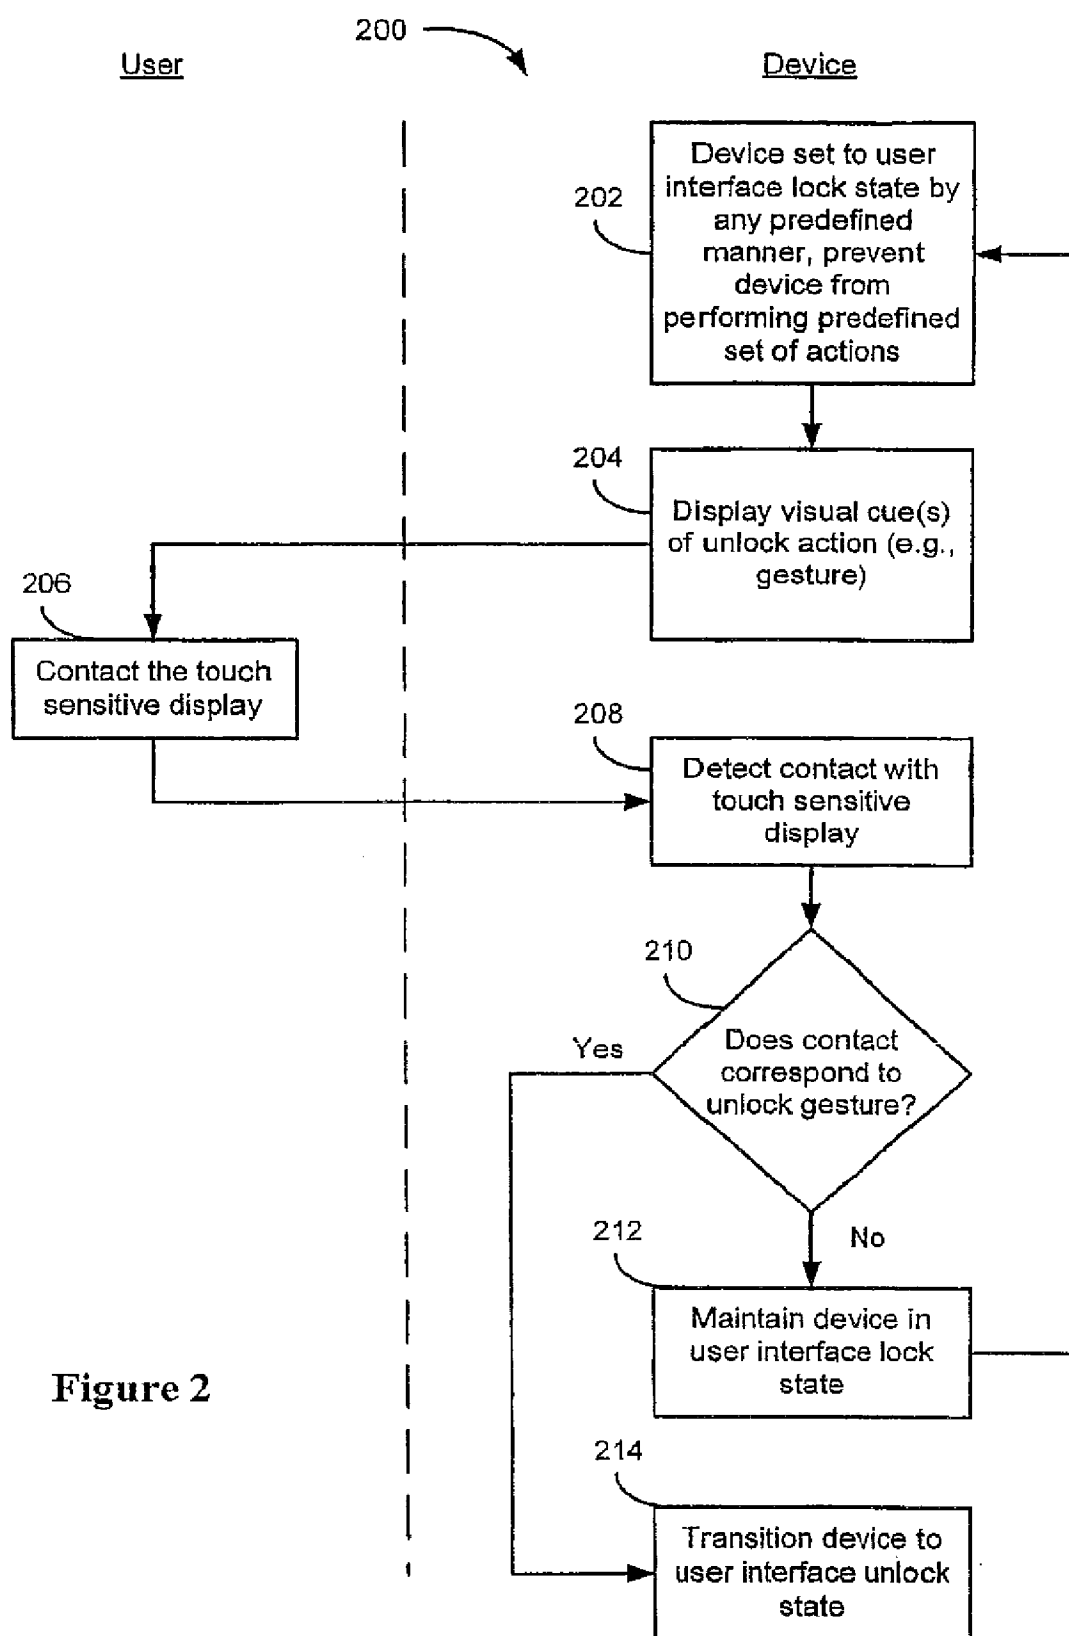 200
User
Device
202
Device set to user
interface lock state by
any predefined
manner, prevent
device from
performing predefined
set of actions
204
Display visual cue(s)
of unlock action (e.g.,
gesture)
206
Contact the touch
sensitive display
208
Detect contact with
touch sensitive
display
210
Does contact
correspond to
unlock gesture?
Yes
No
212
Maintain device in
user interface lock
state
Figure 2
214
Transition device to
user interface unlock
state